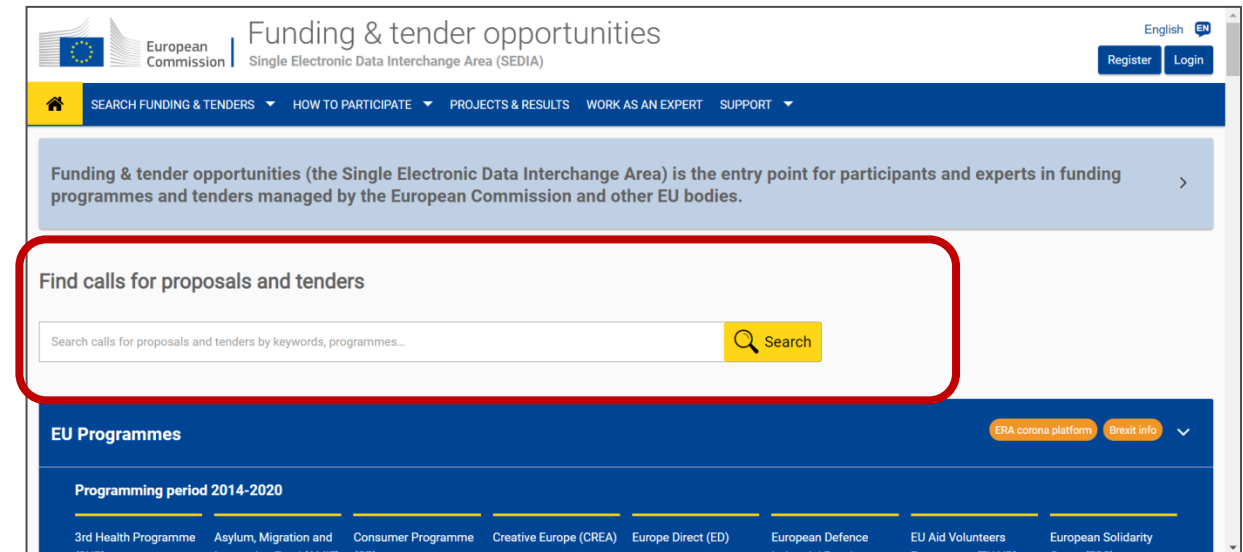 Funding & tender opportunities
English EN
European
Commission
Single Electronic Data Interchange Area (SEDIA)
Register Login
SEARCH FUNDING & TENDERS HOW TO PARTICIPATE PROJECTS & RESULTS WORK AS AN EXPERT SUPPORT
Funding & tender opportunities (the Single Electronic Data Interchange Area) is the entry point for participants and experts in funding
programmes and tenders managed by the European Commission and other EU bodies.
Find calls for proposals and tenders
Search calls for proposals and tenders by keywords, programmes...
Search
EU Programmes
ERA corona platform Brexit info
Programming period 2014-2020
3rd Health Programme Asylum, Migration and Consumer Programme Creative Europe (CREA) Europe Direct (ED) European Defence EU Aid Volunteers European Solidarity